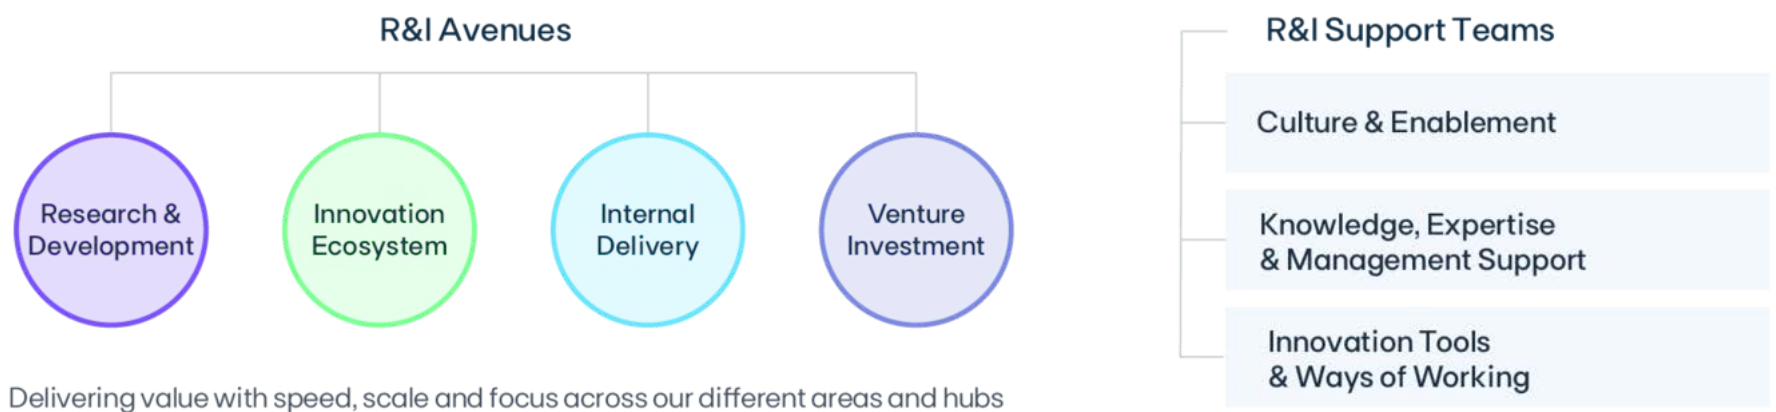 R&I Avenues
Research &
Development
Innovation
Ecosystem
Internal
Delivery
Venture
Investment
Delivering value with speed, scale and focus across our different areas and hubs
R&I Support Teams
Culture & Enablement
Knowledge, Expertise
& Management Support
Innovation Tools
& Ways of Working